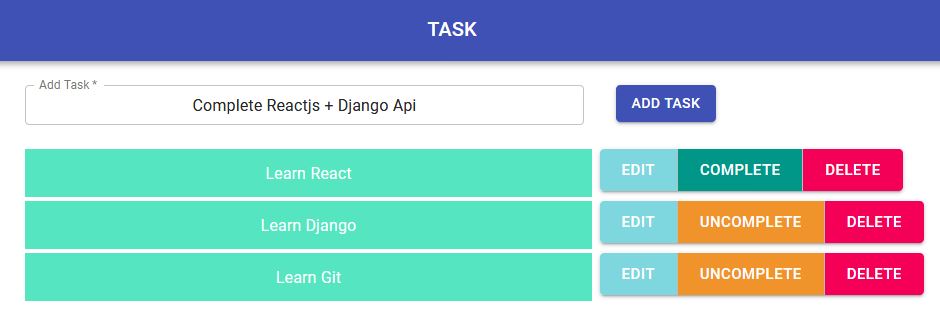 TASK
Add Task *
Complete Reactjs + Django Api
ADD TASK
Learn React EDIT COMPLETE DELETE
Learn Django EDIT UNCOMPLETE DELETE
Learn Git EDIT UNCOMPLETE DELETE